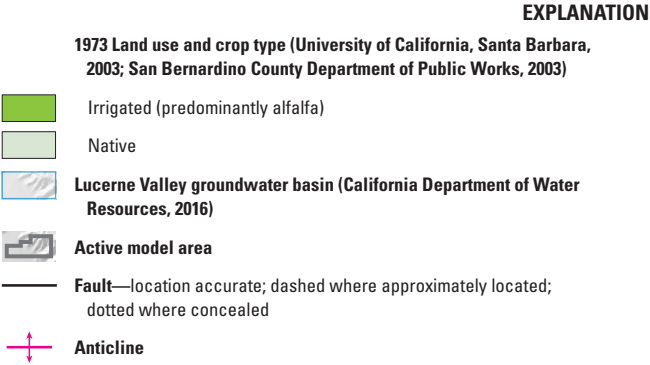 EXPLANATION
1973 Land use and crop type (University of California, Santa Barbara,
2003; San Bernardino County Department of Public Works, 2003)
Irrigated (predominantly alfalfa)
Native
Lucerne Valley groundwater basin (California Department of Water
Resources, 2016)
Active model area
Fault—location accurate; dashed where approximately located;
dotted where concealed
Anticline